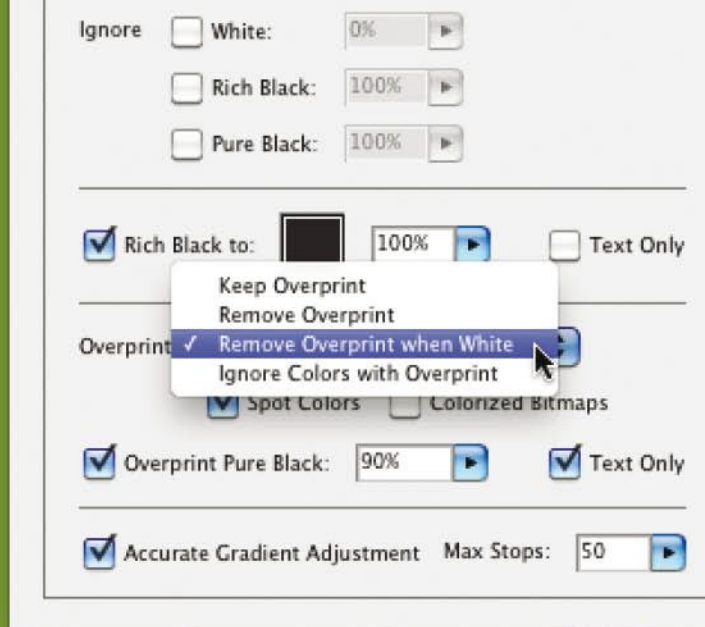 Ignore White: 0%
Rich Black: 100%
Pure Black: 100%
Rich Black to: 100% Text Only
Keep Overprint
Remove Overprint
Overprint ✓ Remove Overprint when White
Ignore Colors with Overprint
Spot Colors Colorized Bitmaps
Overprint Pure Black: 90% Text Only
Accurate Gradient Adjustment Max Stops: 50